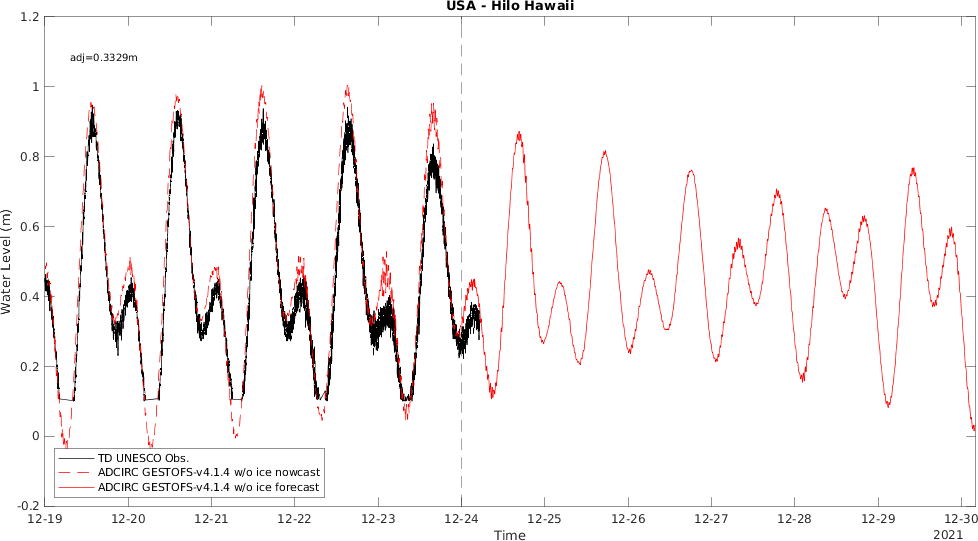 USA - Hilo Hawaii
1.2
adj=0.3329m
1
0.8
0.6
0.4
0.2
0
-0.2
Water Level (m)
TD UNESCO Obs.
ADCIRC GESTOFS-v4.1.4 w/o ice nowcast
ADCIRC GESTOFS-v4.1.4 w/o ice forecast
12-19 12-20 12-21 12-22 12-23 12-24 12-25 12-26 12-27 12-28 12-29 12-30
Time
2021